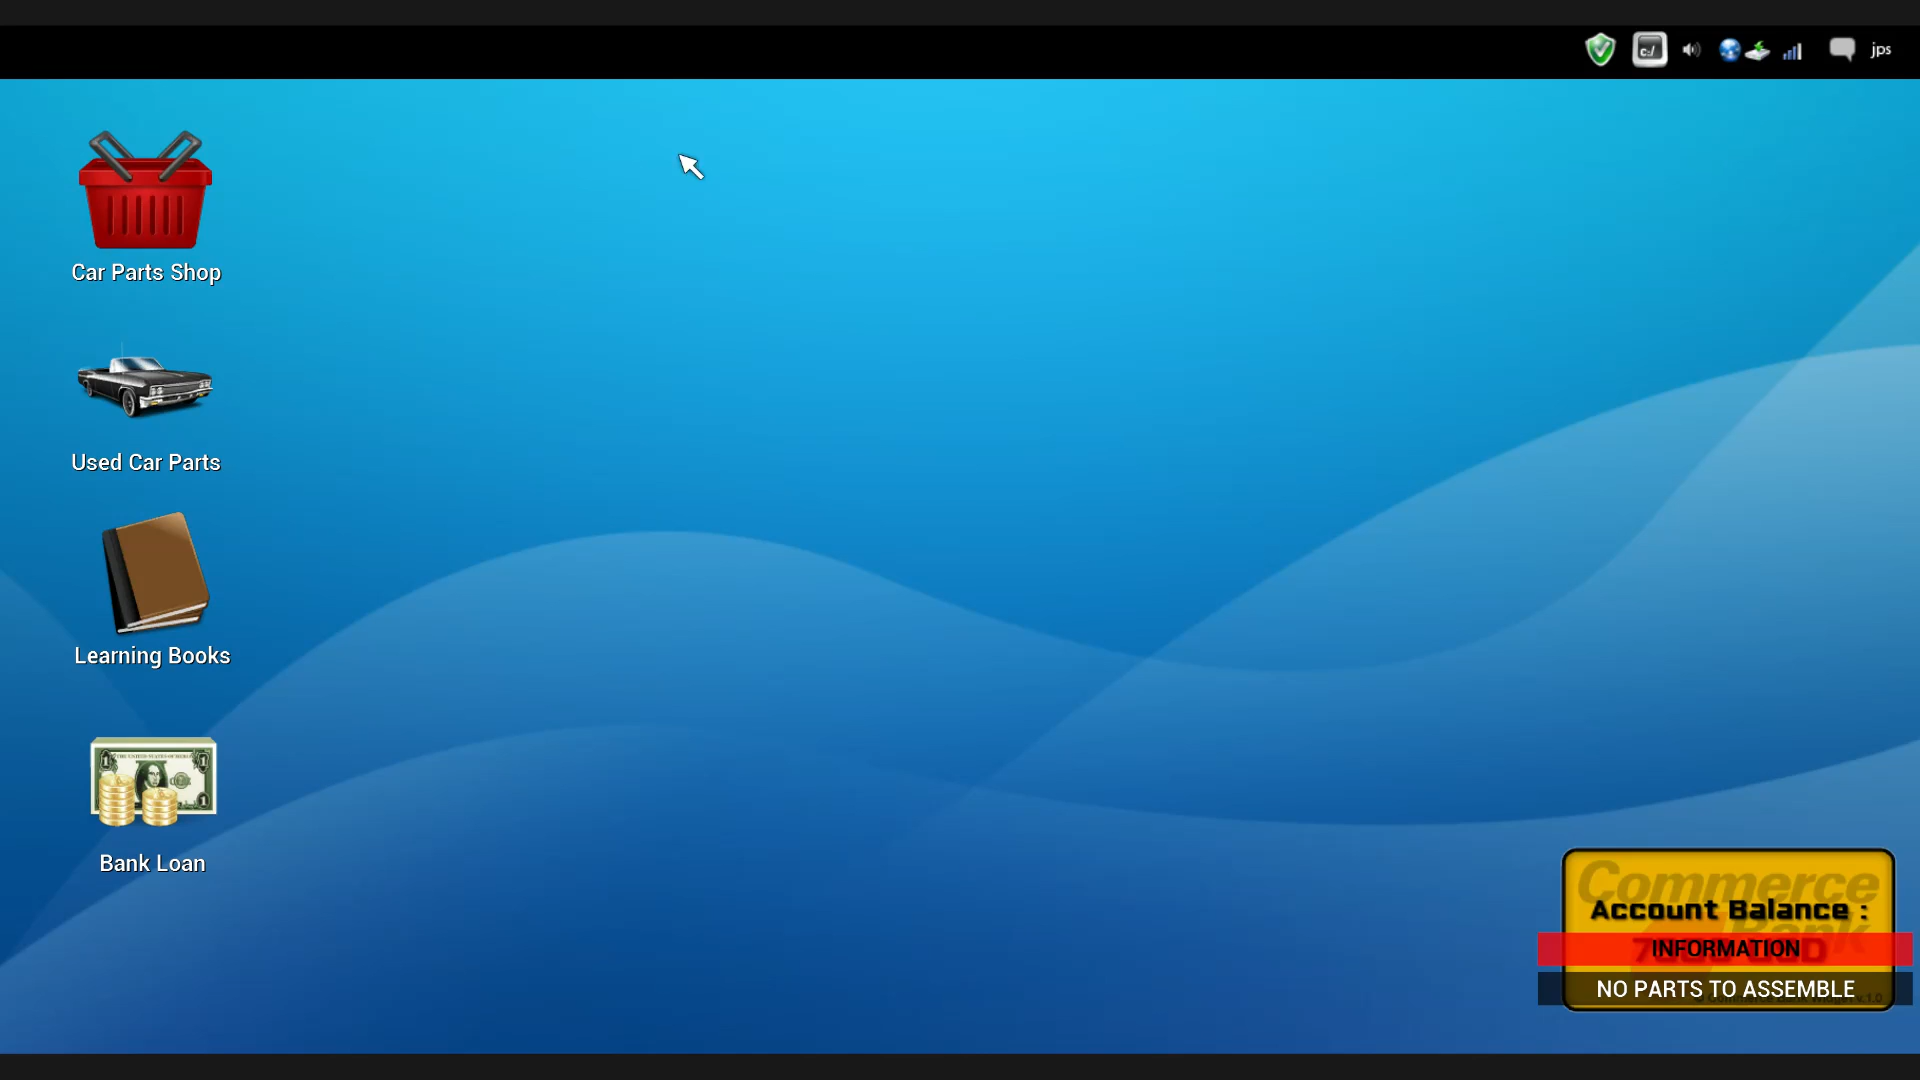 c:/
jps
Car Parts Shop
Used Car Parts
Learning Books
Bank Loan
Commerce
Bank
Account Balance :
INFORMATION
NO PARTS TO ASSEMBLE